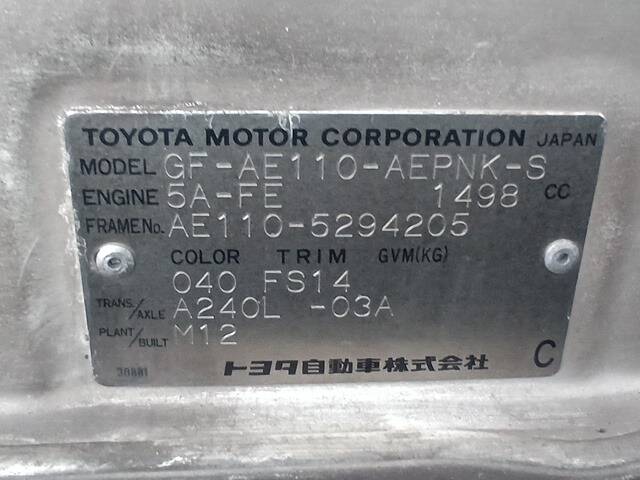 TOYOTA MOTOR CORPORATION JAPAN
MODEL GF-AE110-AEPNK-S
ENGINE 5A-FE 1498 CC
FRAME No. AE110-5294205
COLOR TRIM GVM(KG)
040 FS14
TRANS./AXLE A240L -03A
PLANT/BUILT M12
トヨタ自動車株式会社 C